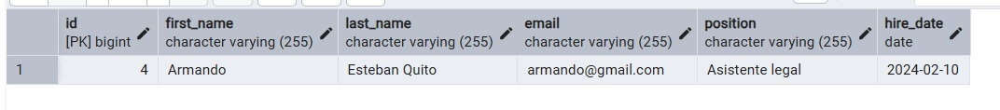 id first_name last_name email position hire_date
[PK] bigint character varying (255) character varying (255) character varying (255) character varying (255) date
1 4 Armando Esteban Quito armando@gmail.com Asistente legal 2024-02-10